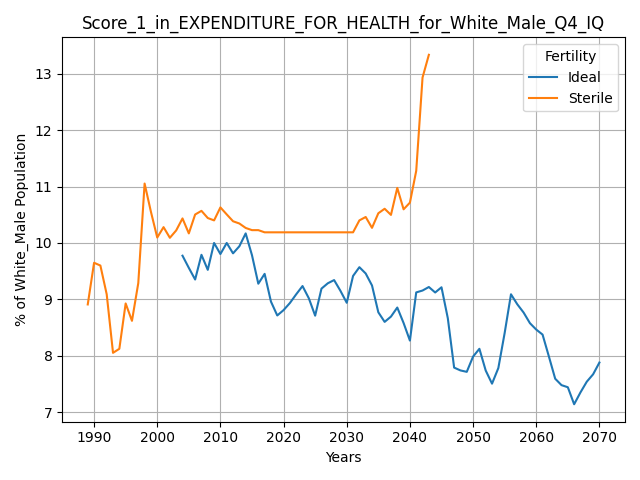 Score_1_in_EXPENDITURE_FOR_HEALTH_for_White_Male_Q4_IQ
Fertility
Ideal
Sterile
% of White_Male Population
13
12
11
10
9
8
7
1990 2000 2010 2020 2030 2040 2050 2060 2070
Years